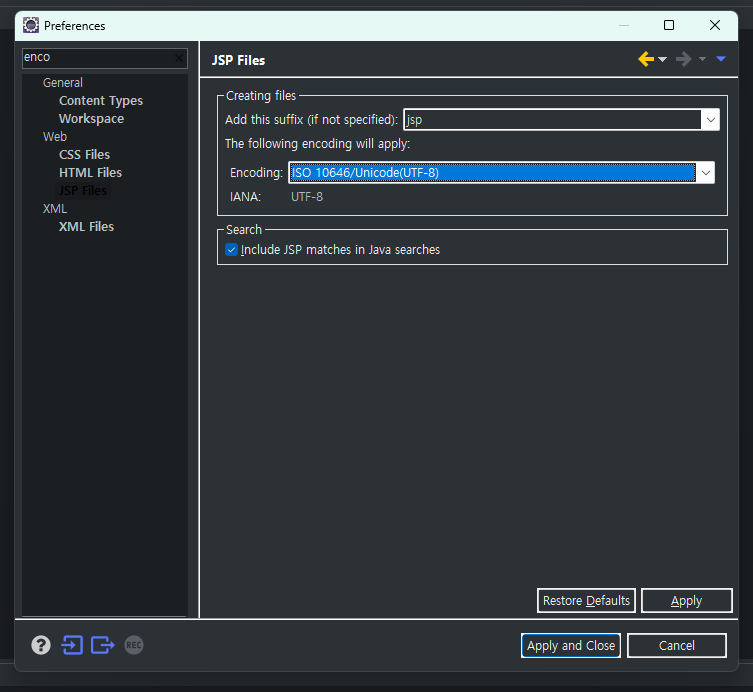 Preferences
enco
General
Content Types
Workspace
Web
CSS Files
HTML Files
JSP Files
XML
XML Files
JSP Files
Creating files
Add this suffix (if not specified): jsp
The following encoding will apply:
Encoding: ISO 10646/Unicode(UTF-8)
IANA: UTF-8
Search
Include JSP matches in Java searches
Restore Defaults Apply
? REC Apply and Close Cancel